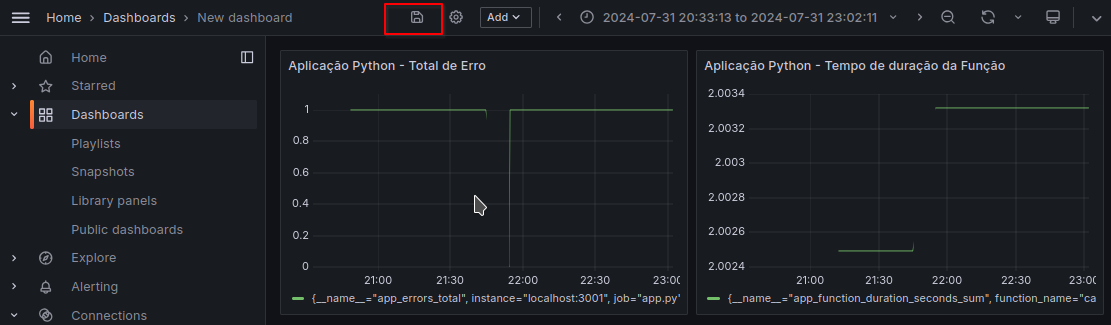 Home > Dashboards > New dashboard
Add
2024-07-31 20:33:13 to 2024-07-31 23:02:11
Home
Starred
Dashboards
Playlists
Snapshots
Library panels
Public dashboards
Explore
Alerting
Connections
Aplicação Python - Total de Erro
1
0.8
0.6
0.4
0.2
0
21:00 21:30 22:00 22:30 23:00
{__name__="app_errors_total", instance="localhost:3001", job="app.py"
Aplicação Python - Tempo de duração da Função
2.0034
2.0032
2.003
2.0028
2.0026
2.0024
21:00 21:30 22:00 22:30 23:00
{__name__="app_function_duration_seconds_sum", function_name="ca